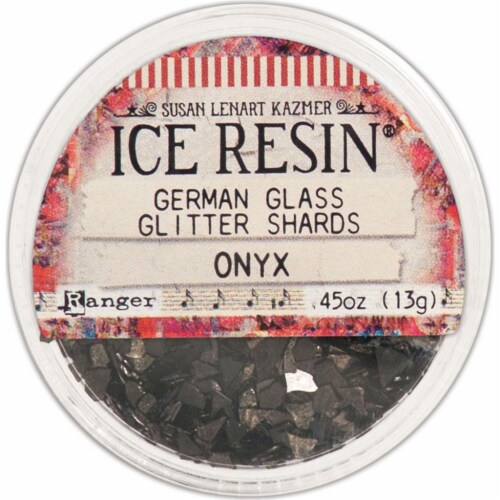 SUSAN LENART KAZMER
ICE RESIN®
GERMAN GLASS
GLITTER SHARDS
ONYX
Ranger .45oz (13g)